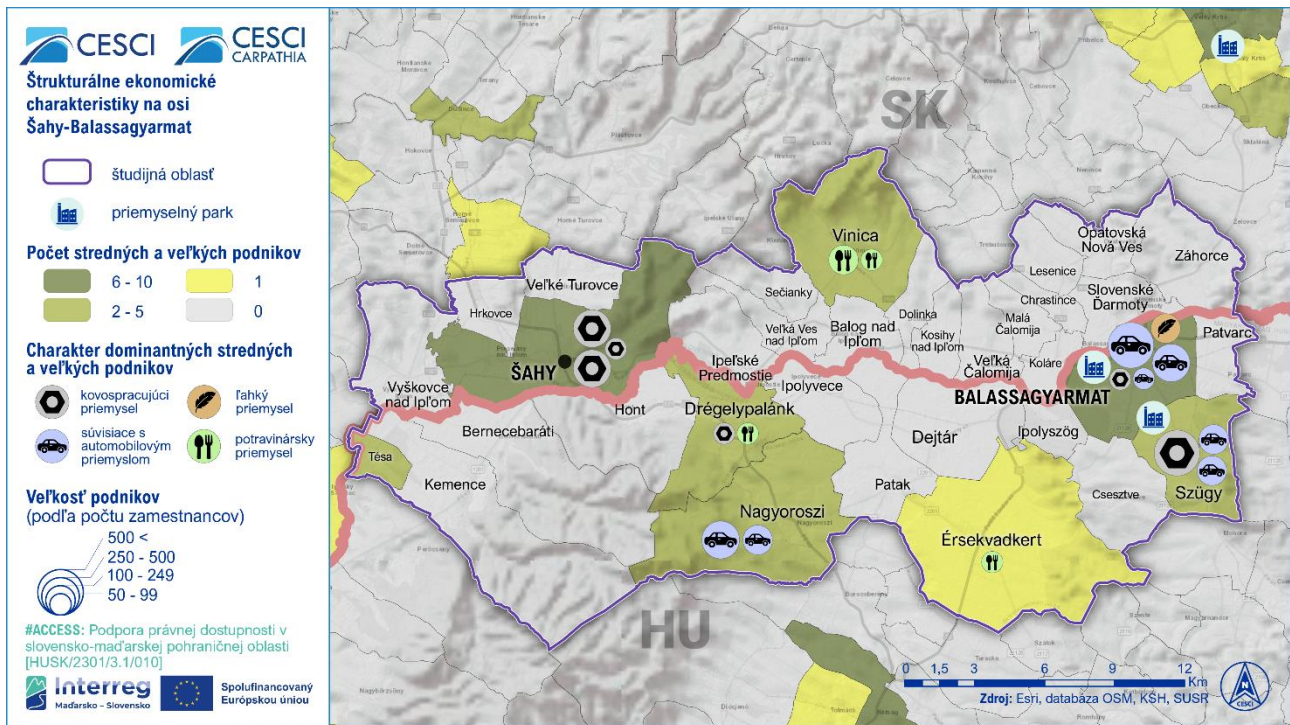 CESCI
CESCI
CARPATHIA
Štrukturálne ekonomické
charakteristiky na osi
Šahy-Balassagyarmat
študijná oblasť
priemyselný park
Počet stredných a veľkých podnikov
6 - 10
1
2 - 5
0
Charakter dominantných stredných
a veľkých podnikov
kovospracujúci
priemysel
ľahký
priemysel
súvisiace s
automobilovým
priemyslom
potravinársky
priemysel
Veľkosť podnikov
(podľa počtu zamestnancov)
500 <
250 - 500
100 - 249
50 - 99
#ACCESS: Podpora právnej dostupnosti v
slovensko-maďarskej pohraničnej oblasti
[HUSK/2301/3.1/010]
Interreg
Maďarsko – Slovensko
Spolufinancovaný
Európskou úniou
SK
Vinica
Opatovská
Nová Ves
Záhorce
Lesenice
Slovenské
Ďarmoty
Veľké Turovce
Sečianky
Chrastince
Hrkovce
Dolinka
Malá
Čalomija
Patvarc
Veľká Ves
nad Ipľom
Balog nad
Ipľom
Kosihy
nad Ipľom
ŠAHY
Ipeľské
Predmostie
Veľká
Čalomija
Koláre
Vyškovce
nad Ipľom
Ipolyvece
BALASSAGYARMAT
Hont
Drégelypalánk
Bernecebaráti
Dejtár
Ipolyszög
Tésa
Kemence
Patak
Csesztve
Szügy
Nagyoroszi
Érsekvadkert
HU
0 1,5 3 6 9 12
Km
Zdroj: Esri, databáza OSM, KSH, SUSR
N
CESCI